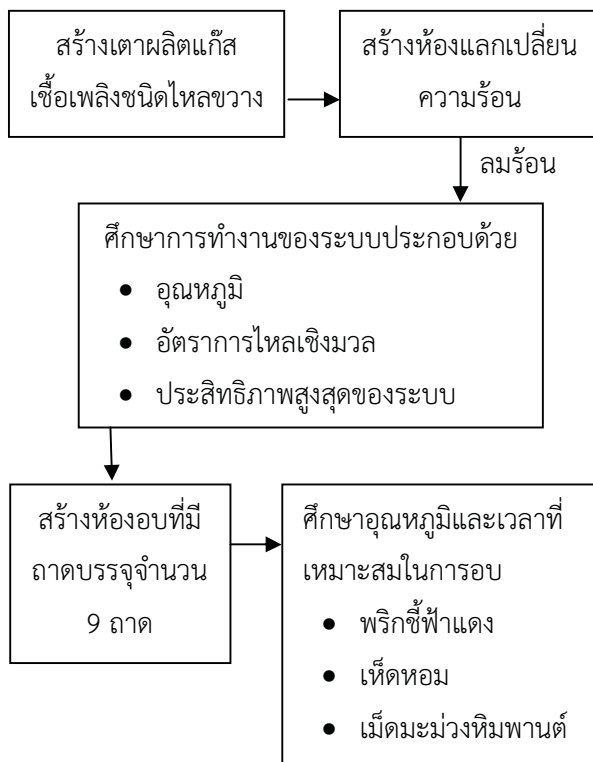 สร้างเตาผลิตแก๊ส
เชื้อเพลิงชนิดไหลขวาง
สร้างห้องแลกเปลี่ยน
ความร้อน
ลมร้อน
ศึกษาการทำงานของระบบประกอบด้วย
• อุณหภูมิ
• อัตราการไหลเชิงมวล
• ประสิทธิภาพสูงสุดของระบบ
สร้างห้องอบที่มี
ถาดบรรจุจำนวน
9 ถาด
ศึกษาอุณหภูมิและเวลาที่
เหมาะสมในการอบ
• พริกชี้ฟ้าแดง
• เห็ดหอม
• เม็ดมะม่วงหิมพานต์